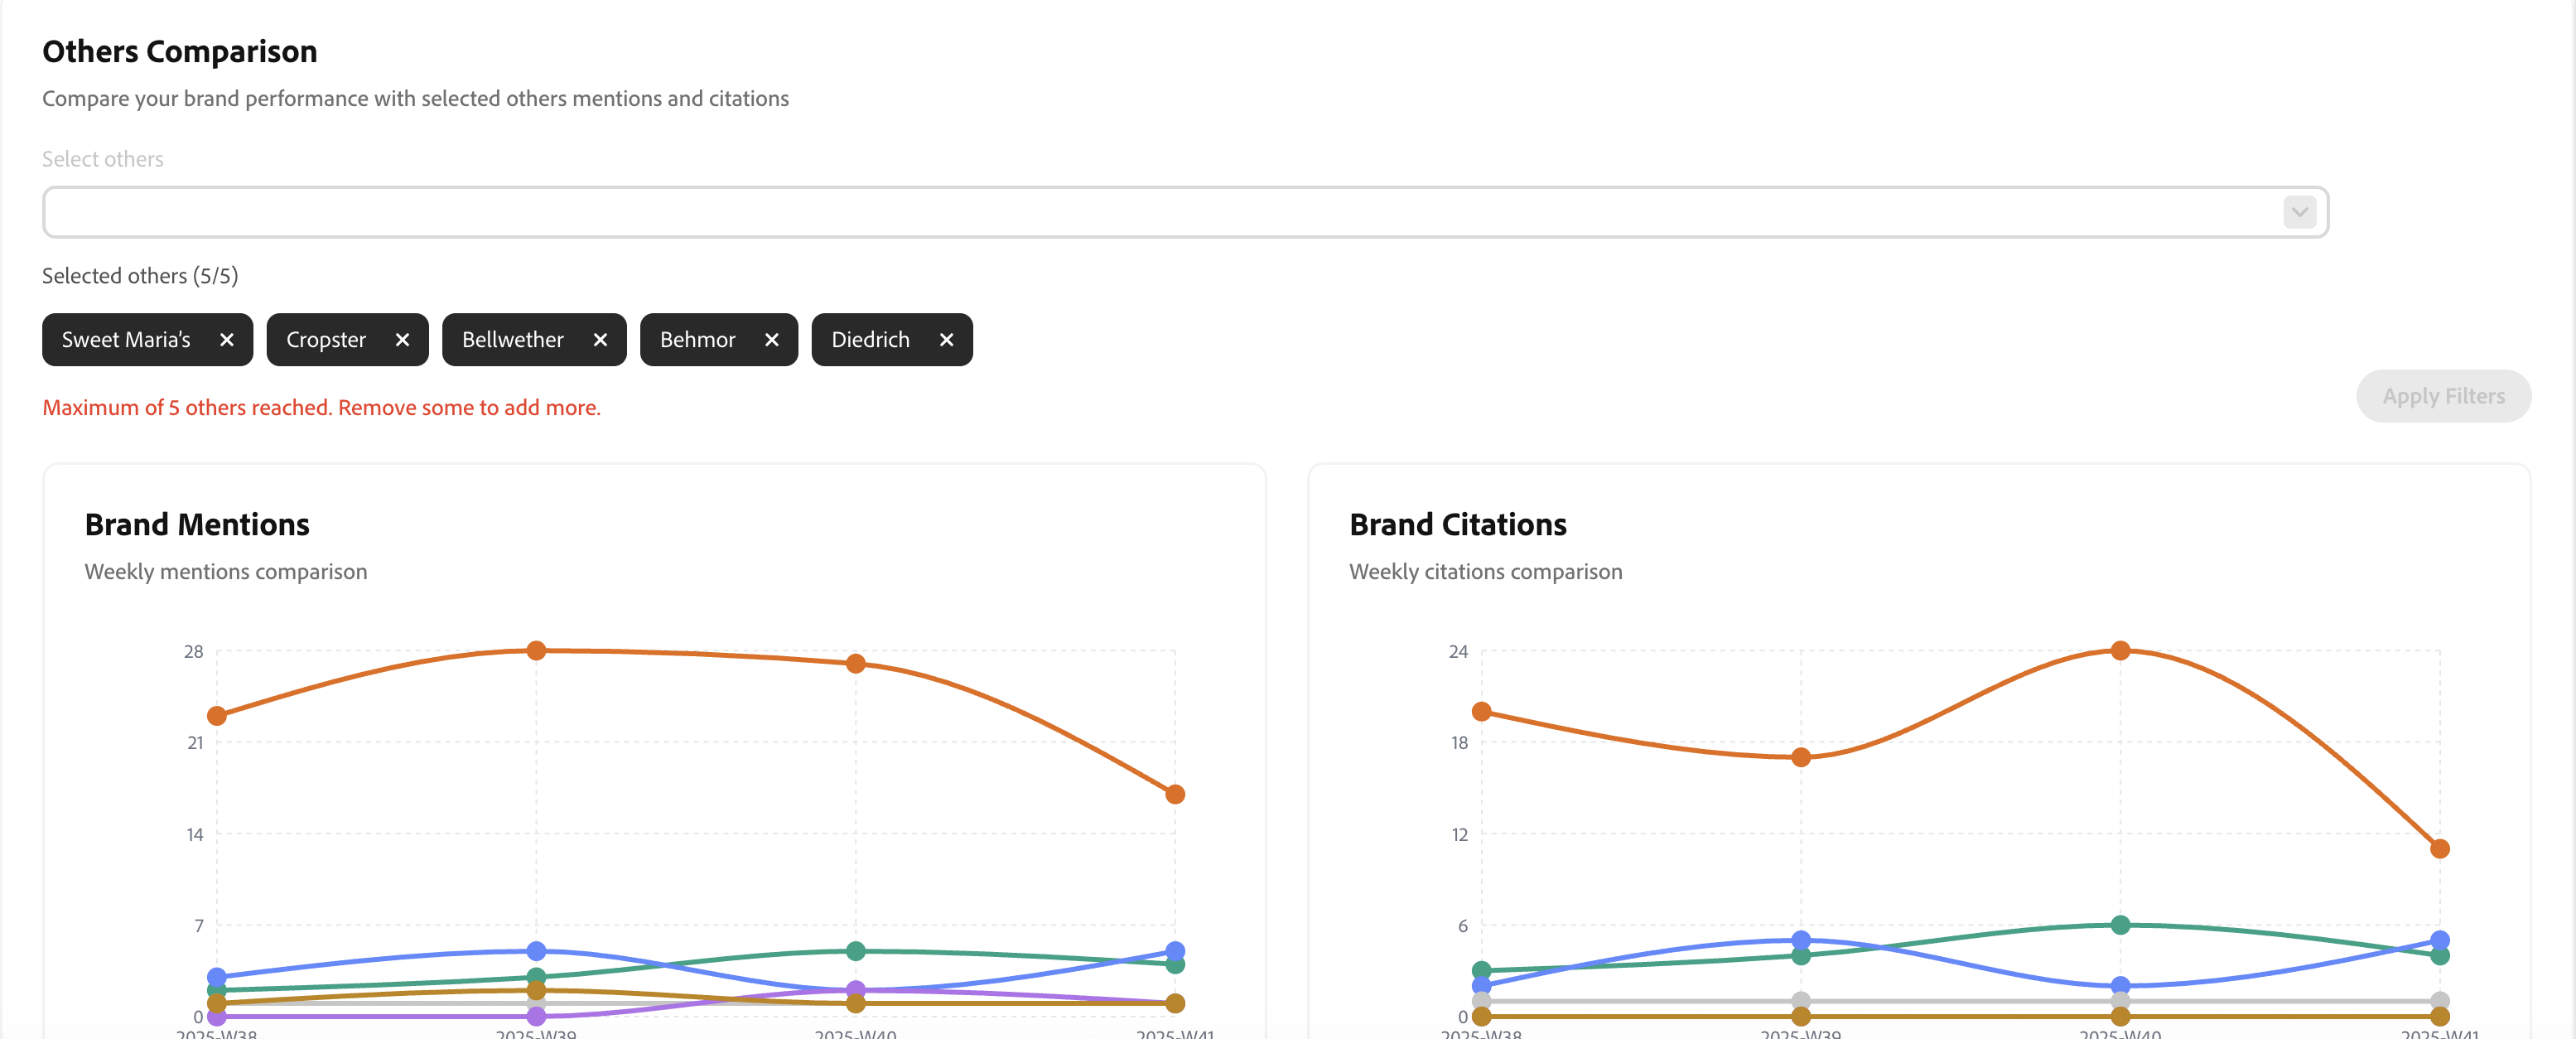 Others Comparison
Compare your brand performance with selected others mentions and citations
Select others
Selected others (5/5)
Sweet Maria's
Cropster
Bellwether
Behmor
Diedrich
Maximum of 5 others reached. Remove some to add more.
Apply Filters
Brand Mentions
Weekly mentions comparison
28
21
14
7
0
2025-W38
2025-W39
2025-W40
2025-W41
Brand Citations
Weekly citations comparison
24
18
12
6
0
2025-W38
2025-W39
2025-W40
2025-W41